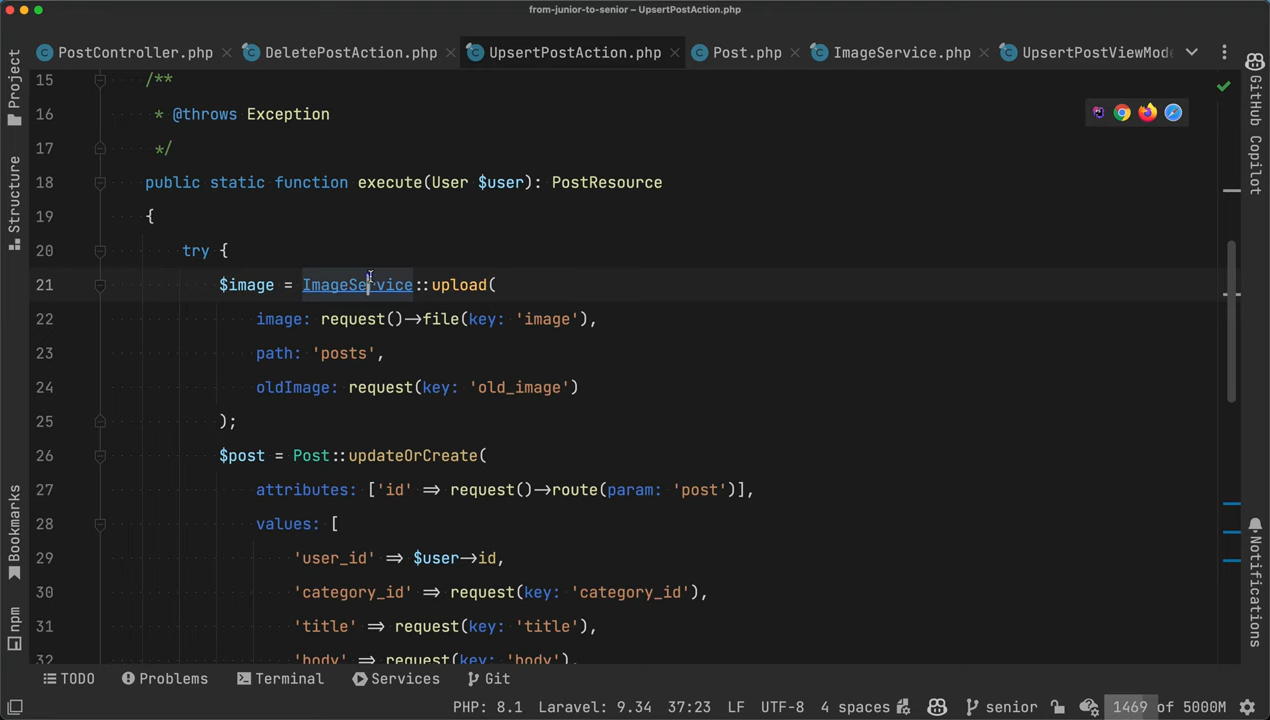 from-junior-to-senior – UpsertPostAction.php
PostController.php DeletePostAction.php UpsertPostAction.php Post.php ImageService.php UpsertPostViewMode
15 /**
16 * @throws Exception
17 */
18 public static function execute(User $user): PostResource
19 {
20 try {
21 $image = ImageService::upload(
22 image: request()->file(key: 'image'),
23 path: 'posts',
24 oldImage: request(key: 'old_image')
25 );
26 $post = Post::updateOrCreate(
27 attributes: ['id' => request()->route(param: 'post')],
28 values: [
29 'user_id' => $user->id,
30 'category_id' => request(key: 'category_id'),
31 'title' => request(key: 'title'),
32 'body' => request(key: 'body'),
Project
Structure
Bookmarks
npm
GitHub Copilot
Notifications
TODO Problems Terminal Services Git
PHP: 8.1 Laravel: 9.34 37:23 LF UTF-8 4 spaces senior 1469 of 5000M